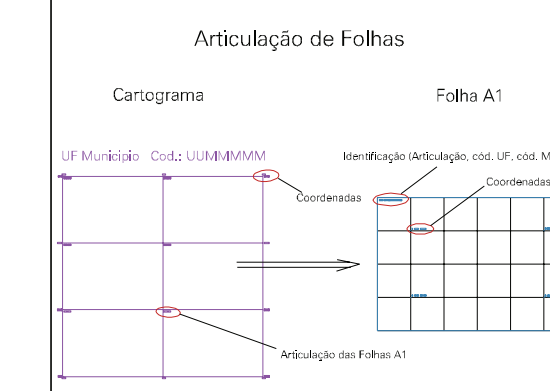 Articulação de Folhas
Cartograma
Folha A1
UF Municipio Cod.: UUMMMMM
Identificação (Articulação, cód. UF, cód. M
Coordenadas
Coordenadas
Articulação das Folhas A1